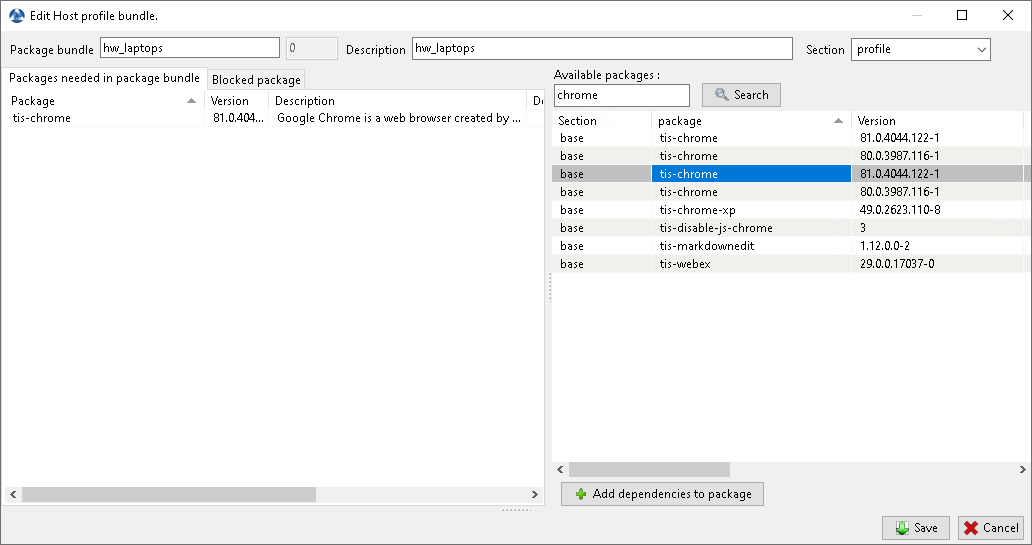 Edit Host profile bundle.
Package bundle hw_laptops 0 Description hw_laptops Section profile
Packages needed in package bundle Blocked package
Package Version Description De
tis-chrome 81.0.404... Google Chrome is a web browser created by ...
Available packages :
chrome Search
Section package Version
base tis-chrome 81.0.4044.122-1
base tis-chrome 80.0.3987.116-1
base tis-chrome 81.0.4044.122-1
base tis-chrome 80.0.3987.116-1
base tis-chrome-xp 49.0.2623.110-8
base tis-disable-js-chrome 3
base tis-markdownedit 1.12.0.0-2
base tis-webex 29.0.0.17037-0
Add dependencies to package
Save Cancel